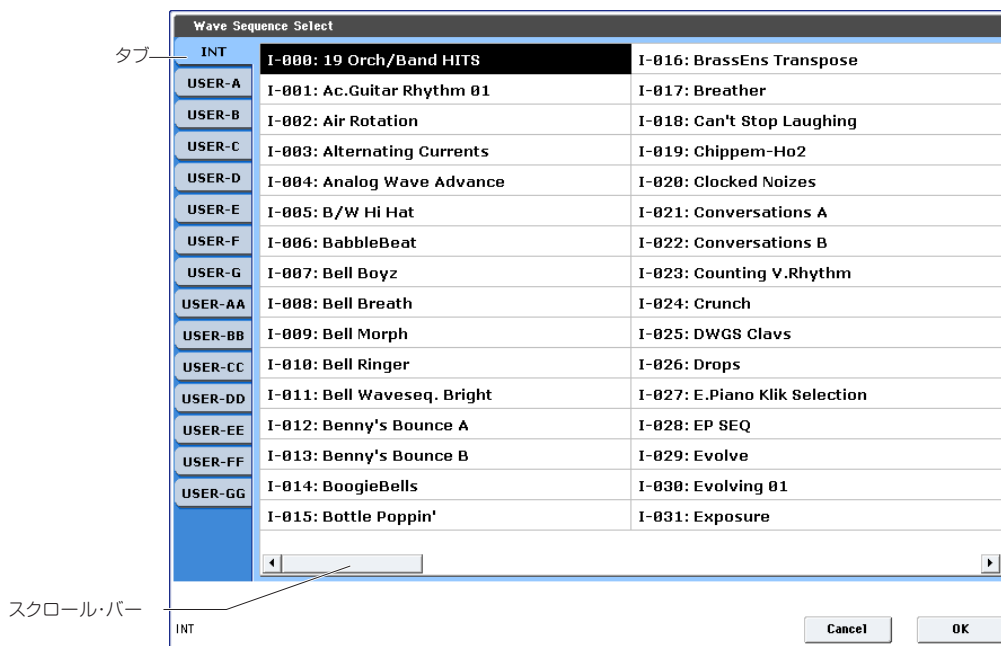 Wave Sequence Select
タブ
INT
USER-A
USER-B
USER-C
USER-D
USER-E
USER-F
USER-G
USER-AA
USER-BB
USER-CC
USER-DD
USER-EE
USER-FF
USER-GG
I-000: 19 Orch/Band HITS
I-001: Ac.Guitar Rhythm 01
I-002: Air Rotation
I-003: Alternating Currents
I-004: Analog Wave Advance
I-005: B/W Hi Hat
I-006: BabbleBeat
I-007: Bell Boyz
I-008: Bell Breath
I-009: Bell Morph
I-010: Bell Ringer
I-011: Bell Waveseq. Bright
I-012: Benny's Bounce A
I-013: Benny's Bounce B
I-014: BoogieBells
I-015: Bottle Poppin'
I-016: BrassEns Transpose
I-017: Breather
I-018: Can't Stop Laughing
I-019: Chippem-Ho2
I-020: Clocked Noizes
I-021: Conversations A
I-022: Conversations B
I-023: Counting V.Rhythm
I-024: Crunch
I-025: DWGS Clavs
I-026: Drops
I-027: E.Piano Klik Selection
I-028: EP SEQ
I-029: Evolve
I-030: Evolving 01
I-031: Exposure
スクロール・バー
INT
Cancel
OK